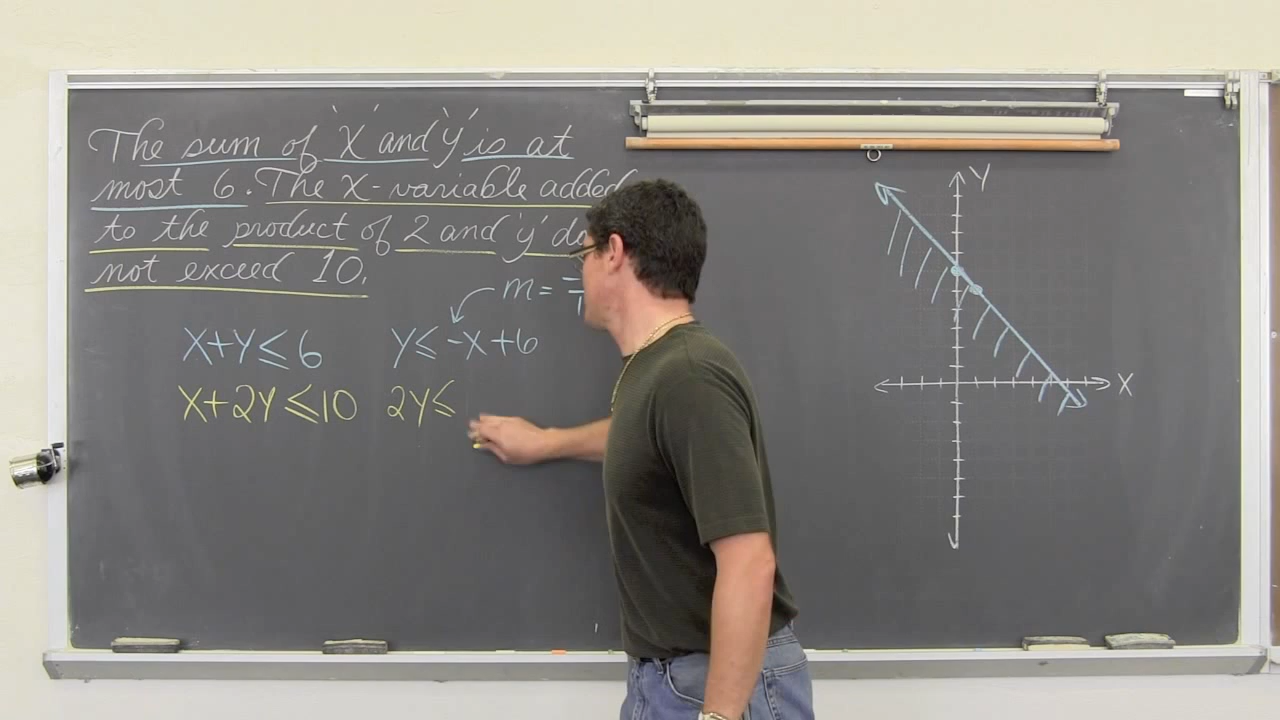 The sum of 'X' and 'Y' is at
most 6. The X-variable added
to the product of 2 and 'y'
not exceed 10.
m =
X+Y ≤ 6 Y ≤ -X+6
X+2Y ≤ 10 2Y ≤
Y
X